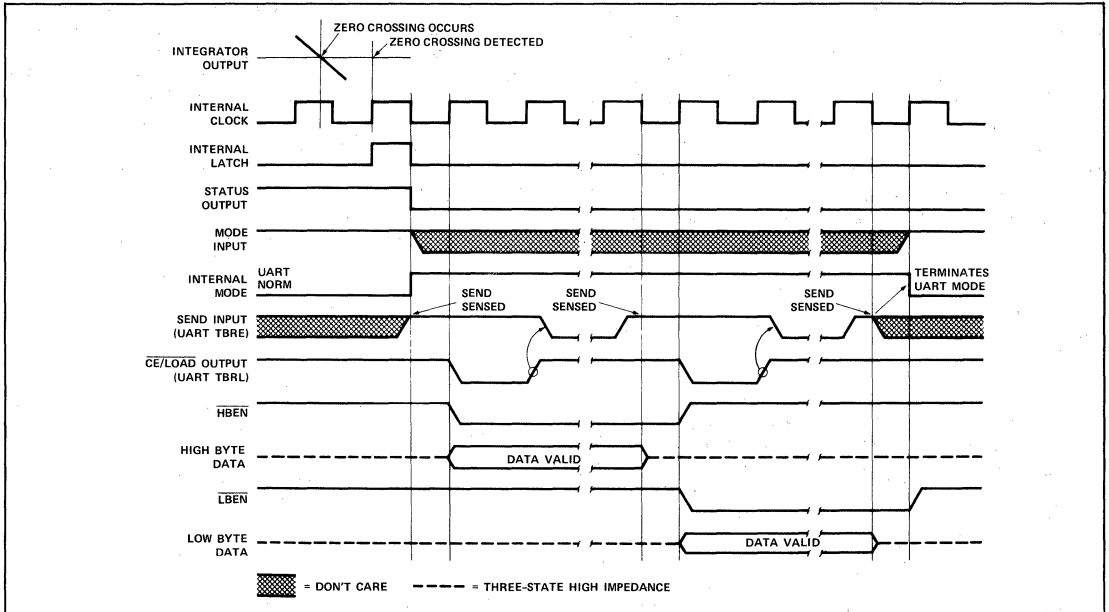 ZERO CROSSING OCCURS
ZERO CROSSING DETECTED
INTEGRATOR
OUTPUT
INTERNAL
CLOCK
INTERNAL
LATCH
STATUS
OUTPUT
MODE
INPUT
INTERNAL
MODE
UART
NORM
TERMINATES
UART MODE
SEND
SENSED
SEND
SENSED
SEND
SENSED
SEND INPUT
(UART TBRE)
CE/LOAD OUTPUT
(UART TBRL)
HBEN
HIGH BYTE
DATA
DATA VALID
LBEN
LOW BYTE
DATA
DATA VALID
= DON'T CARE
= THREE-STATE HIGH IMPEDANCE